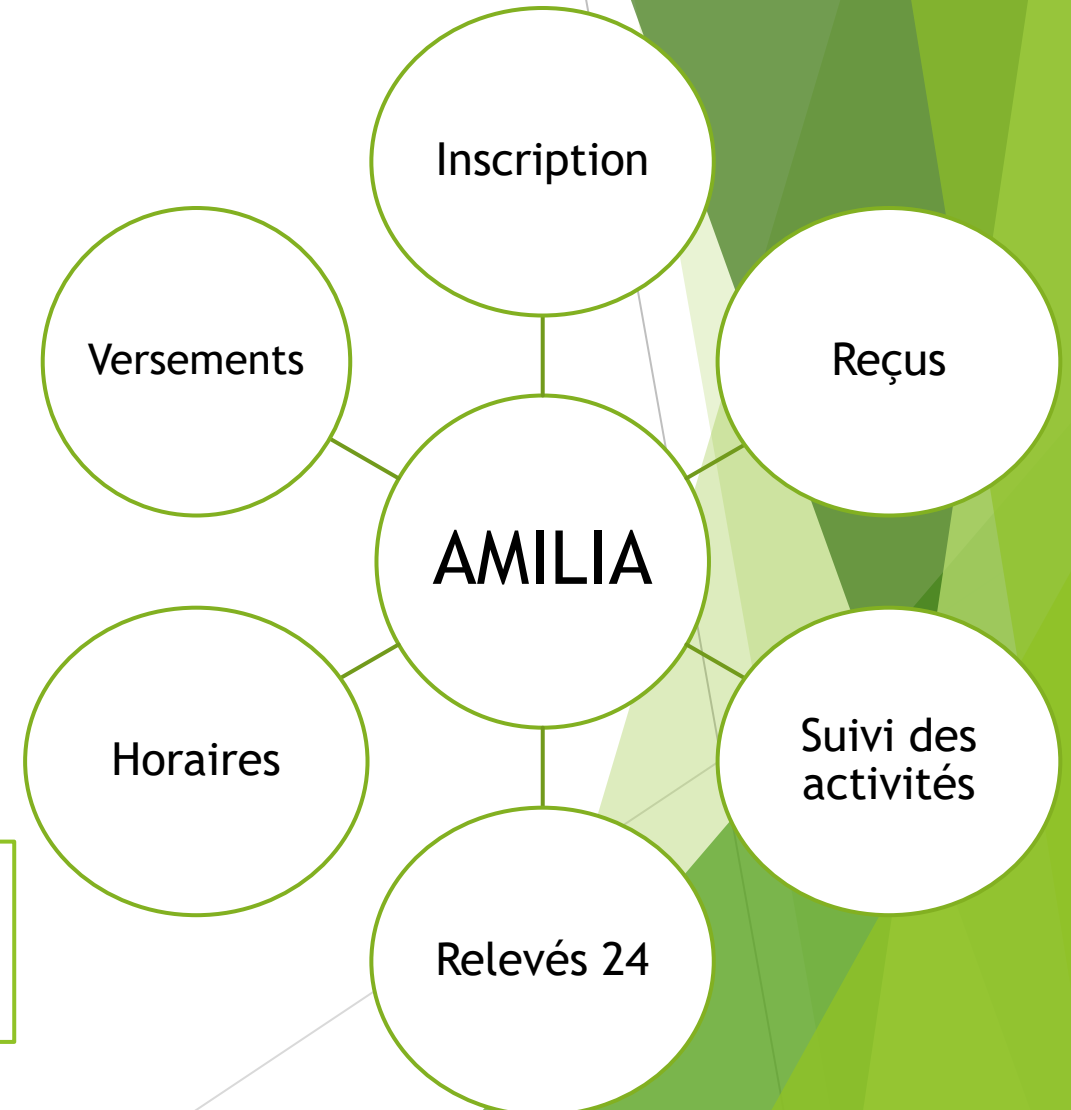 Inscription
Versements
Reçus
AMILIA
Horaires
Suivi des
activités
Relevés 24